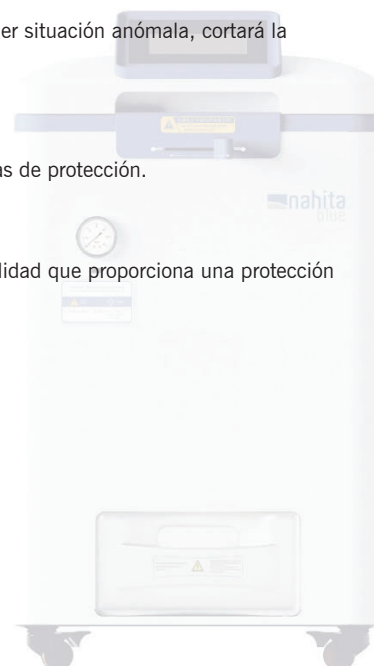 er situación anómala, cortará la
as de protección.
nahita
blue
lidad que proporciona una protección